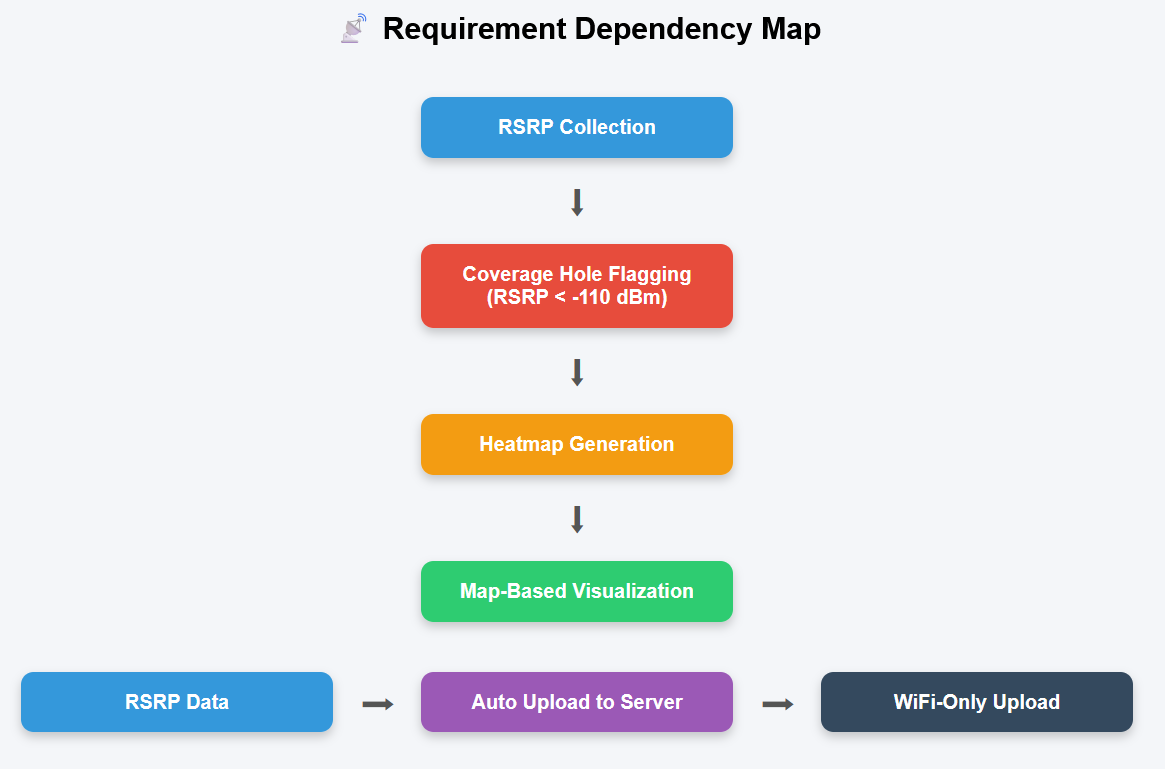 Requirement Dependency Map
RSRP Collection
Coverage Hole Flagging
(RSRP < -110 dBm)
Heatmap Generation
Map-Based Visualization
RSRP Data
Auto Upload to Server
WiFi-Only Upload